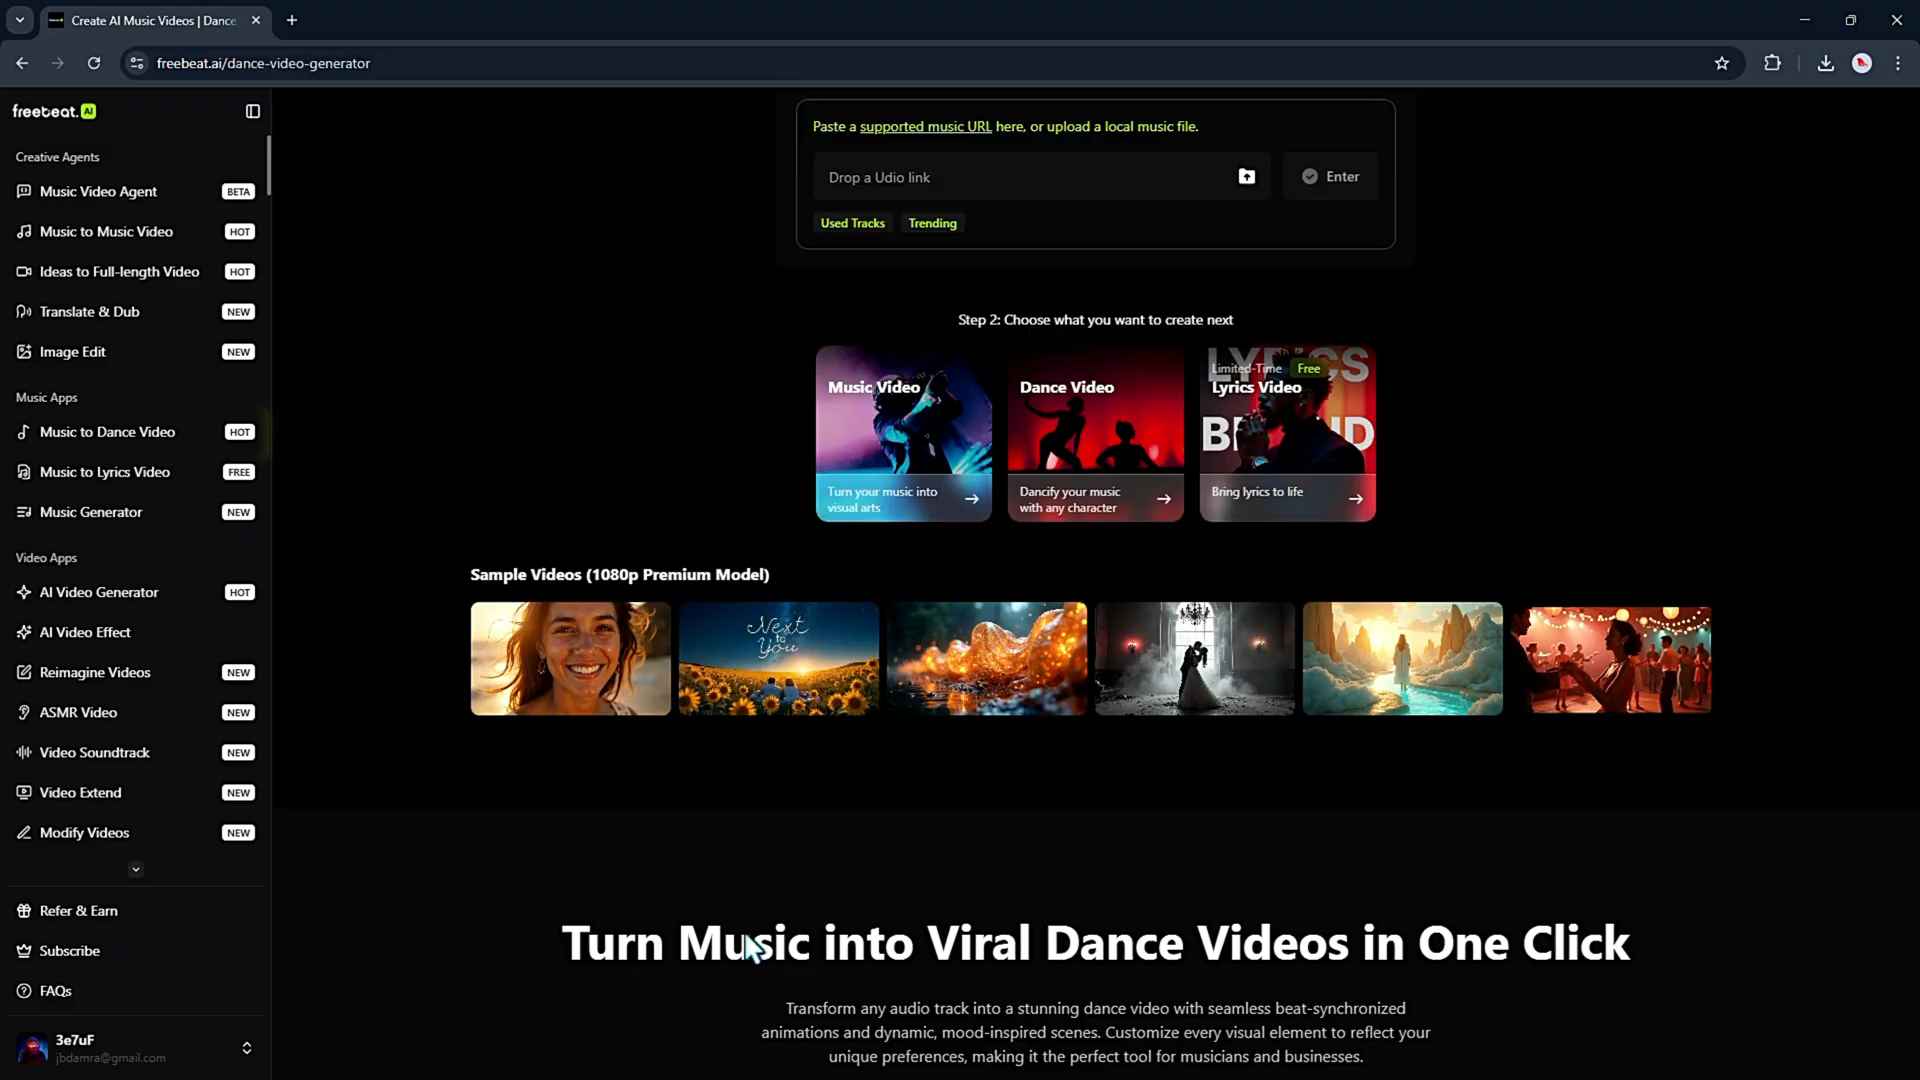 Create AI Music Videos | Dance
freebeat.ai/dance-video-generator
freebeat. AI
Creative Agents
Music Video Agent BETA
Music to Music Video HOT
Ideas to Full-length Video HOT
Translate & Dub NEW
Image Edit NEW
Music Apps
Music to Dance Video HOT
Music to Lyrics Video FREE
Music Generator NEW
Video Apps
AI Video Generator HOT
AI Video Effect
Reimagine Videos NEW
ASMR Video NEW
Video Soundtrack NEW
Video Extend NEW
Modify Videos NEW
Refer & Earn
Subscribe
FAQs
3e7uF
jbdamra@gmail.com
Paste a supported music URL here, or upload a local music file.
Drop a Udio link
Enter
Used Tracks Trending
Step 2: Choose what you want to create next
Music Video
Turn your music into
visual arts
Dance Video
Dancify your music
with any character
LYRICS
Limited-Time Free
Lyrics Video
Bring lyrics to life
Sample Videos (1080p Premium Model)
Next
to
You
Turn Music into Viral Dance Videos in One Click
Transform any audio track into a stunning dance video with seamless beat-synchronized
animations and dynamic, mood-inspired scenes. Customize every visual element to reflect your
unique preferences, making it the perfect tool for musicians and businesses.